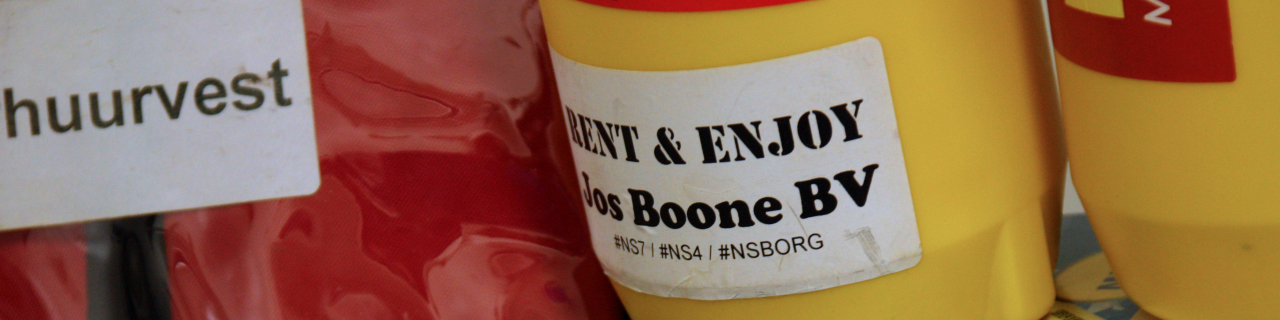 huurvest
RENT & ENJOY
Jos Boone BV
#NS7 / #NS4 / #NSBORG